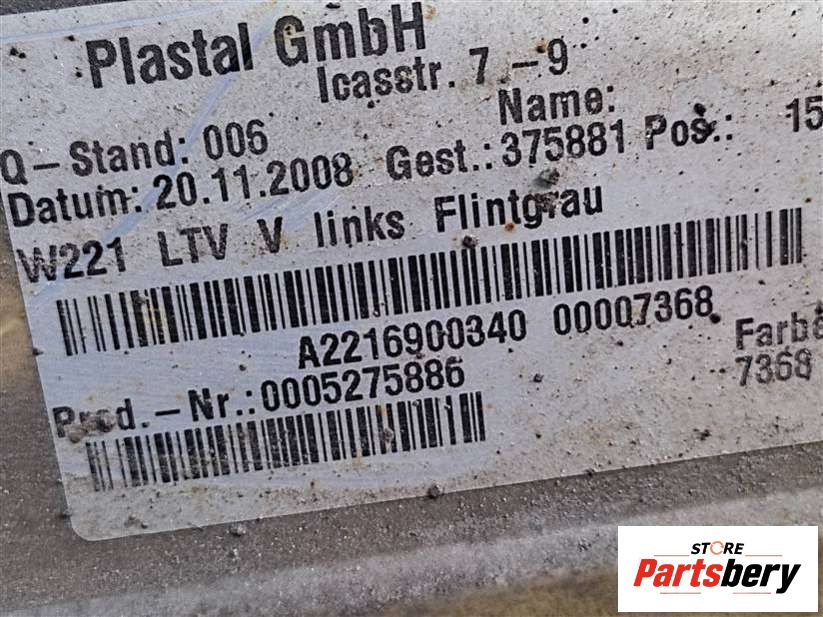 Plastal GmbH
Icasstr. 7 -9
Name:
Q-Stand: 006
Datum: 20.11.2008 Gest.: 375881 Pos.: 15
W221 LTV V links Flintgrau
A2216900340 00007368
Farb
Prod.-Nr.:0005275886
7368
STORE
Partsbery